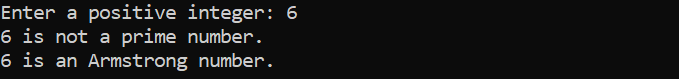 Enter a positive integer: 6
6 is not a prime number.
6 is an Armstrong number.